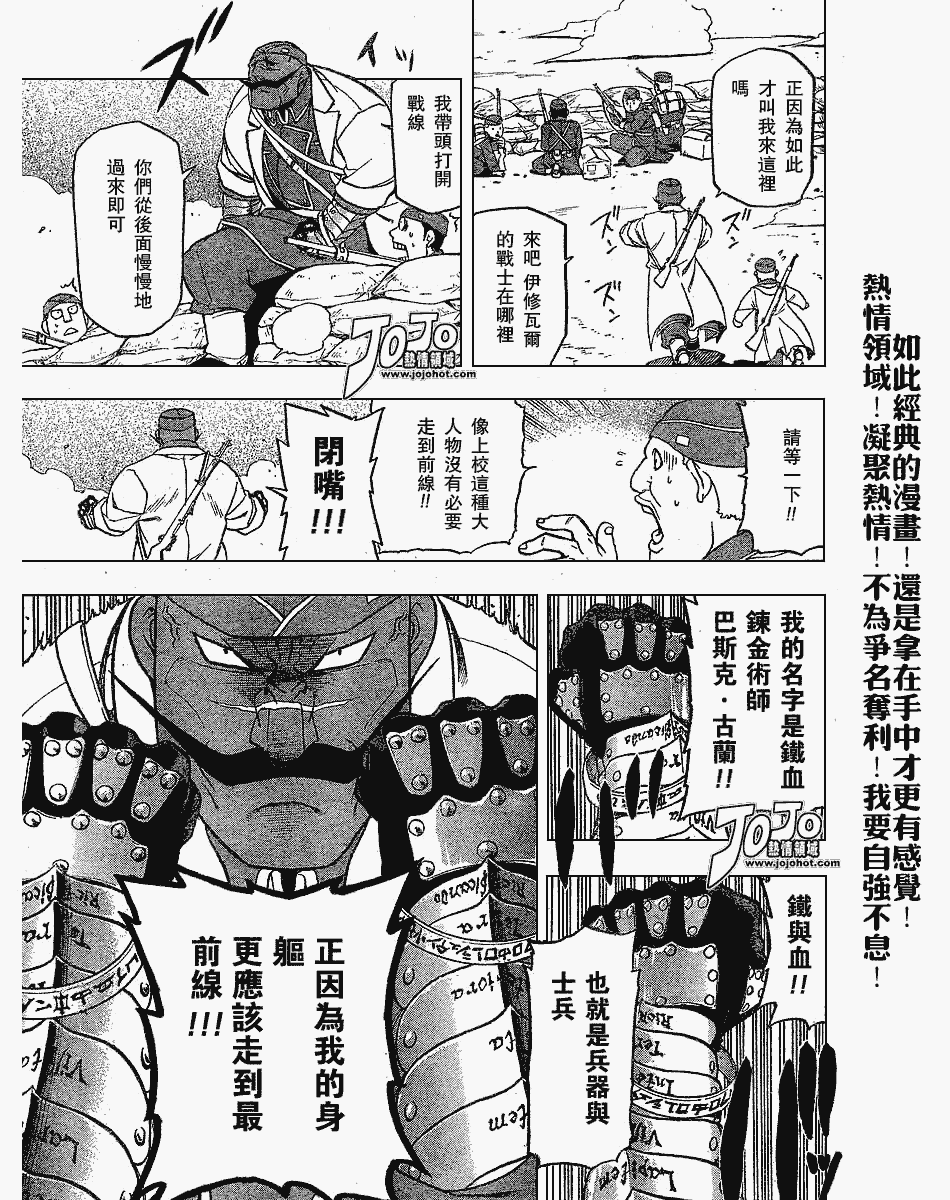 正因為如此
才叫我來這裡
嗎
ズン
ズン
來吧 伊修瓦爾
的戰士在哪裡
ズイッ
我帶頭打開
戰線
你們從後面慢慢地
過來即可
JOJO
熱情領域
www.jojohot.com
請等一下!!
像上校這種大
人物沒有必要
走到前線!!
閉嘴!!!
我的名字是鐵血
鍊金術師
巴斯克·古蘭!!
JOJO
熱情領域
www.jojohot.com
鐵與血!!
也就是兵器與
士兵
正因為我的身
軀
更應該走到最
前線!!!
如此經典的漫畫!還是拿在手中才更有感覺!
熱情領域!凝聚熱情!不為爭名奪利!我要自強不息!